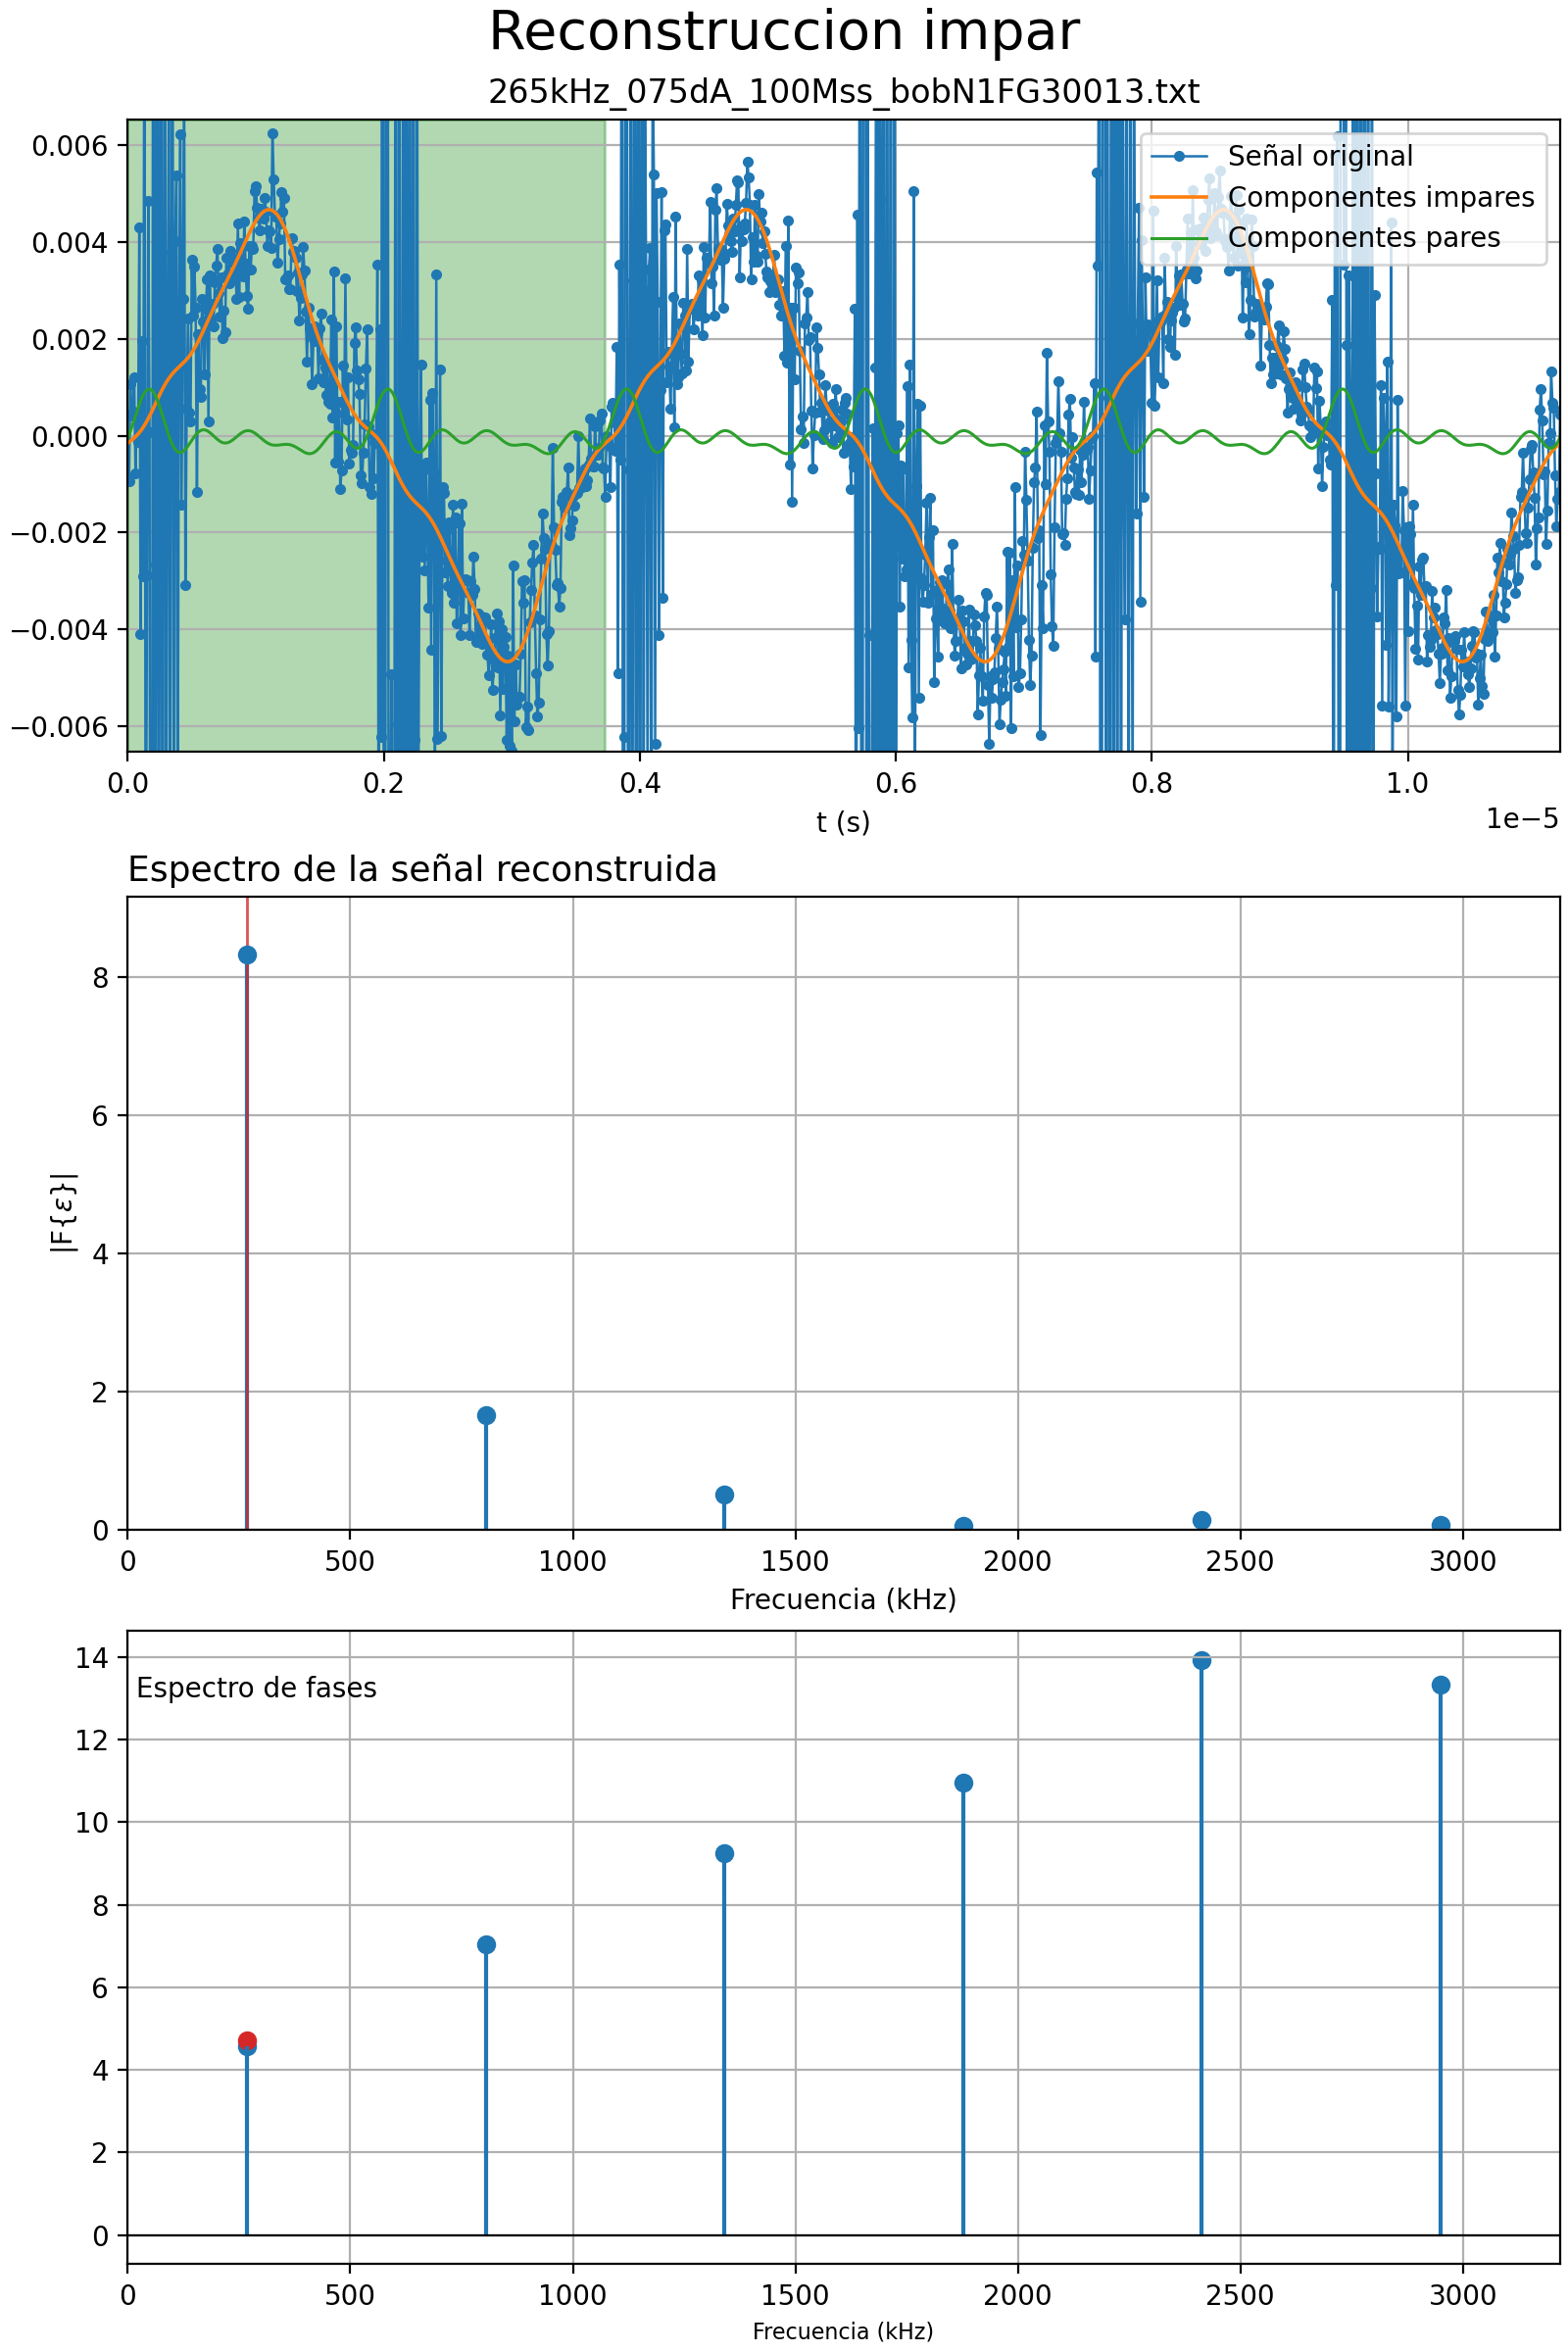 Reconstruccion impar
265kHz_075dA_100Mss_bobN1FG30013.txt
0.006
0.004
0.002
0.000
−0.002
−0.004
−0.006
Señal original
Componentes impares
Componentes pares
0.0 0.2 0.4 0.6 0.8 1.0
1e−5
t (s)
Espectro de la señal reconstruida
8
6
4
2
0
|F{ε}|
0 500 1000 1500 2000 2500 3000
Frecuencia (kHz)
Espectro de fases
14
12
10
8
6
4
2
0
0 500 1000 1500 2000 2500 3000
Frecuencia (kHz)